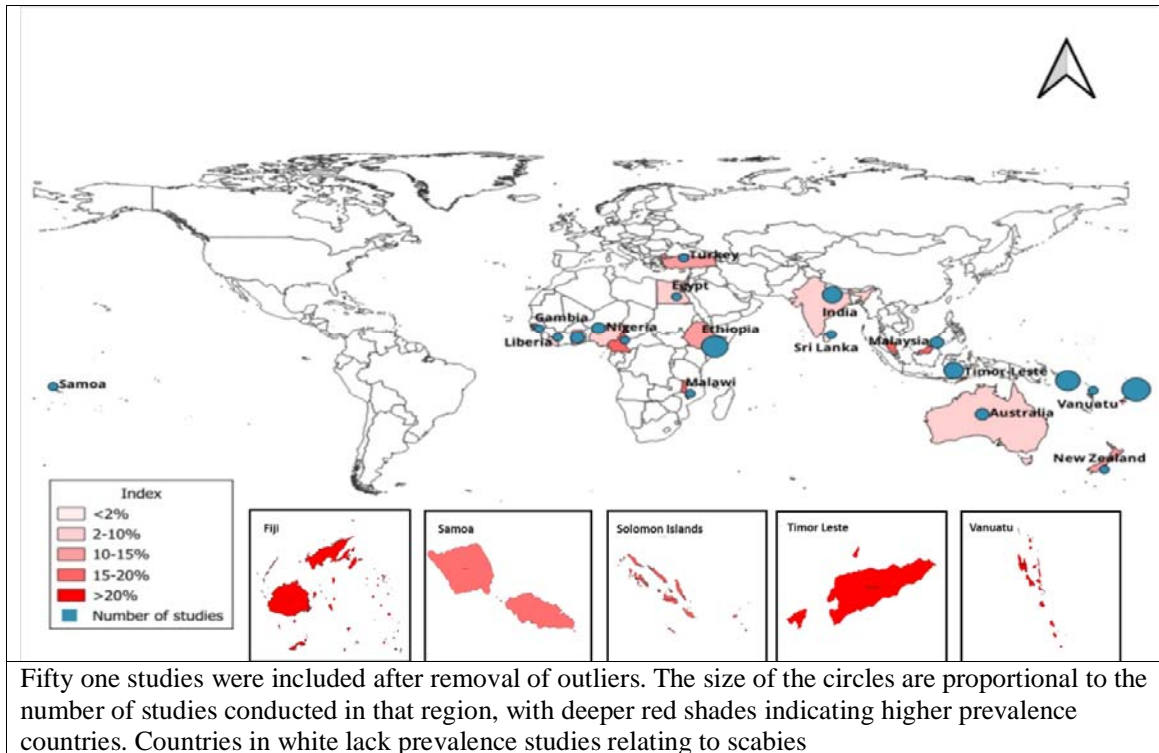 Turkey
Egypt
Gambia
Nigeria
Ethiopia
India
Liberia
Sri Lanka
Malaysia
Samoa
Malawi
Timor-Leste
Vanuatu
Australia
New Zealand
Index
<2%
2-10%
10-15%
15-20%
>20%
Number of studies
Fiji
Samoa
Solomon Islands
Timor Leste
Vanuatu
Fifty one studies were included after removal of outliers. The size of the circles are proportional to the
number of studies conducted in that region, with deeper red shades indicating higher prevalence
countries. Countries in white lack prevalence studies relating to scabies